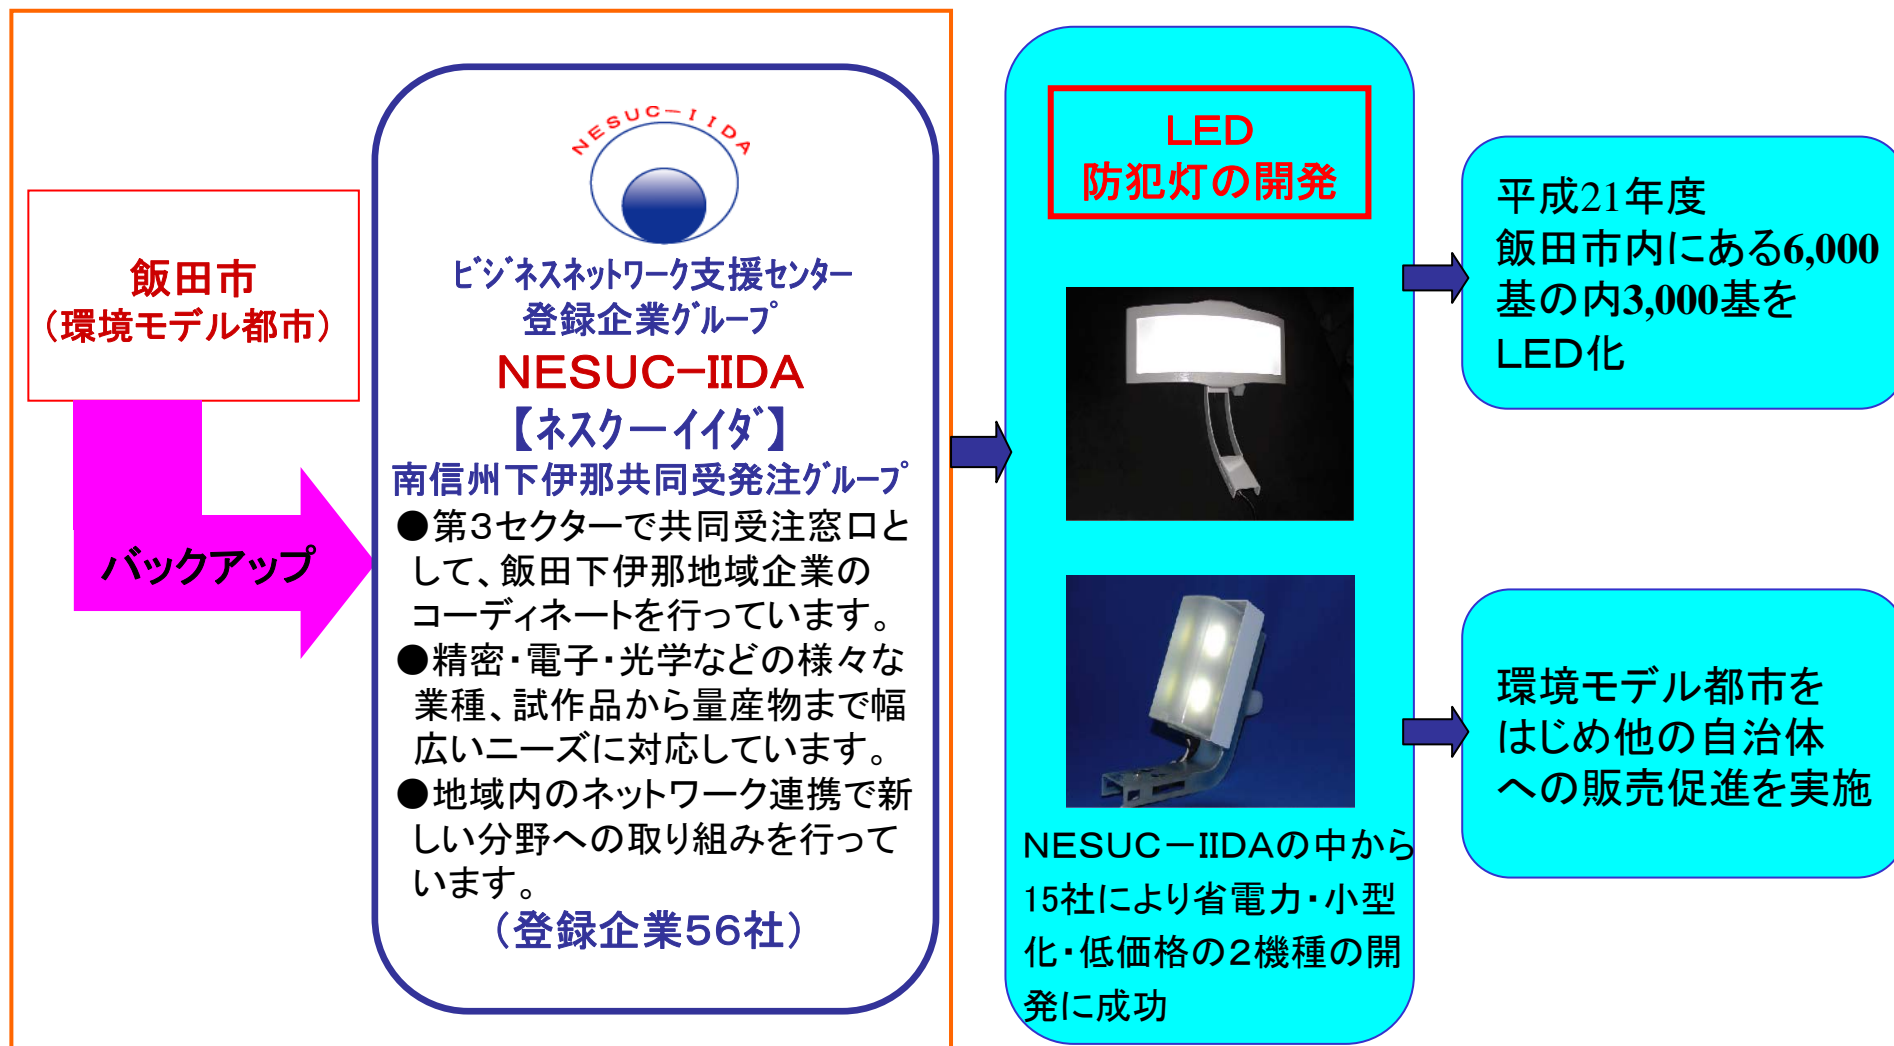 飯田市
(環境モデル都市)
バックアップ
NESUC-IIDA
ﾋﾞｼﾞﾈｽﾈｯﾄﾜｰｸ支援ｾﾝﾀｰ
登録企業ｸﾞﾙｰﾌﾟ
NESUC-IIDA
【ﾈｽｸｰｲｲﾀﾞ】
南信州下伊那共同受発注ｸﾞﾙｰﾌﾟ
●第3セクターで共同受注窓口と
して、飯田下伊那地域企業の
コーディネートを行っています。
●精密・電子・光学などの様々な
業種、試作品から量産物まで幅
広いニーズに対応しています。
●地域内のネットワーク連携で新
しい分野への取り組みを行って
います。
(登録企業56社)
LED
防犯灯の開発
NESUC-IIDAの中から
15社により省電力・小型
化・低価格の2機種の開
発に成功
平成21年度
飯田市内にある6,000
基の内3,000基を
LED化
環境モデル都市を
はじめ他の自治体
への販売促進を実施